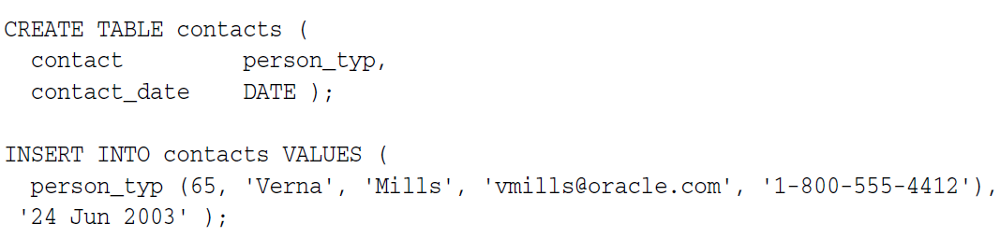 CREATE TABLE contacts (
  contact         person_typ,
  contact_date    DATE );

INSERT INTO contacts VALUES (
  person_typ (65, 'Verna', 'Mills', 'vmills@oracle.com', '1-800-555-4412'),
 '24 Jun 2003' );